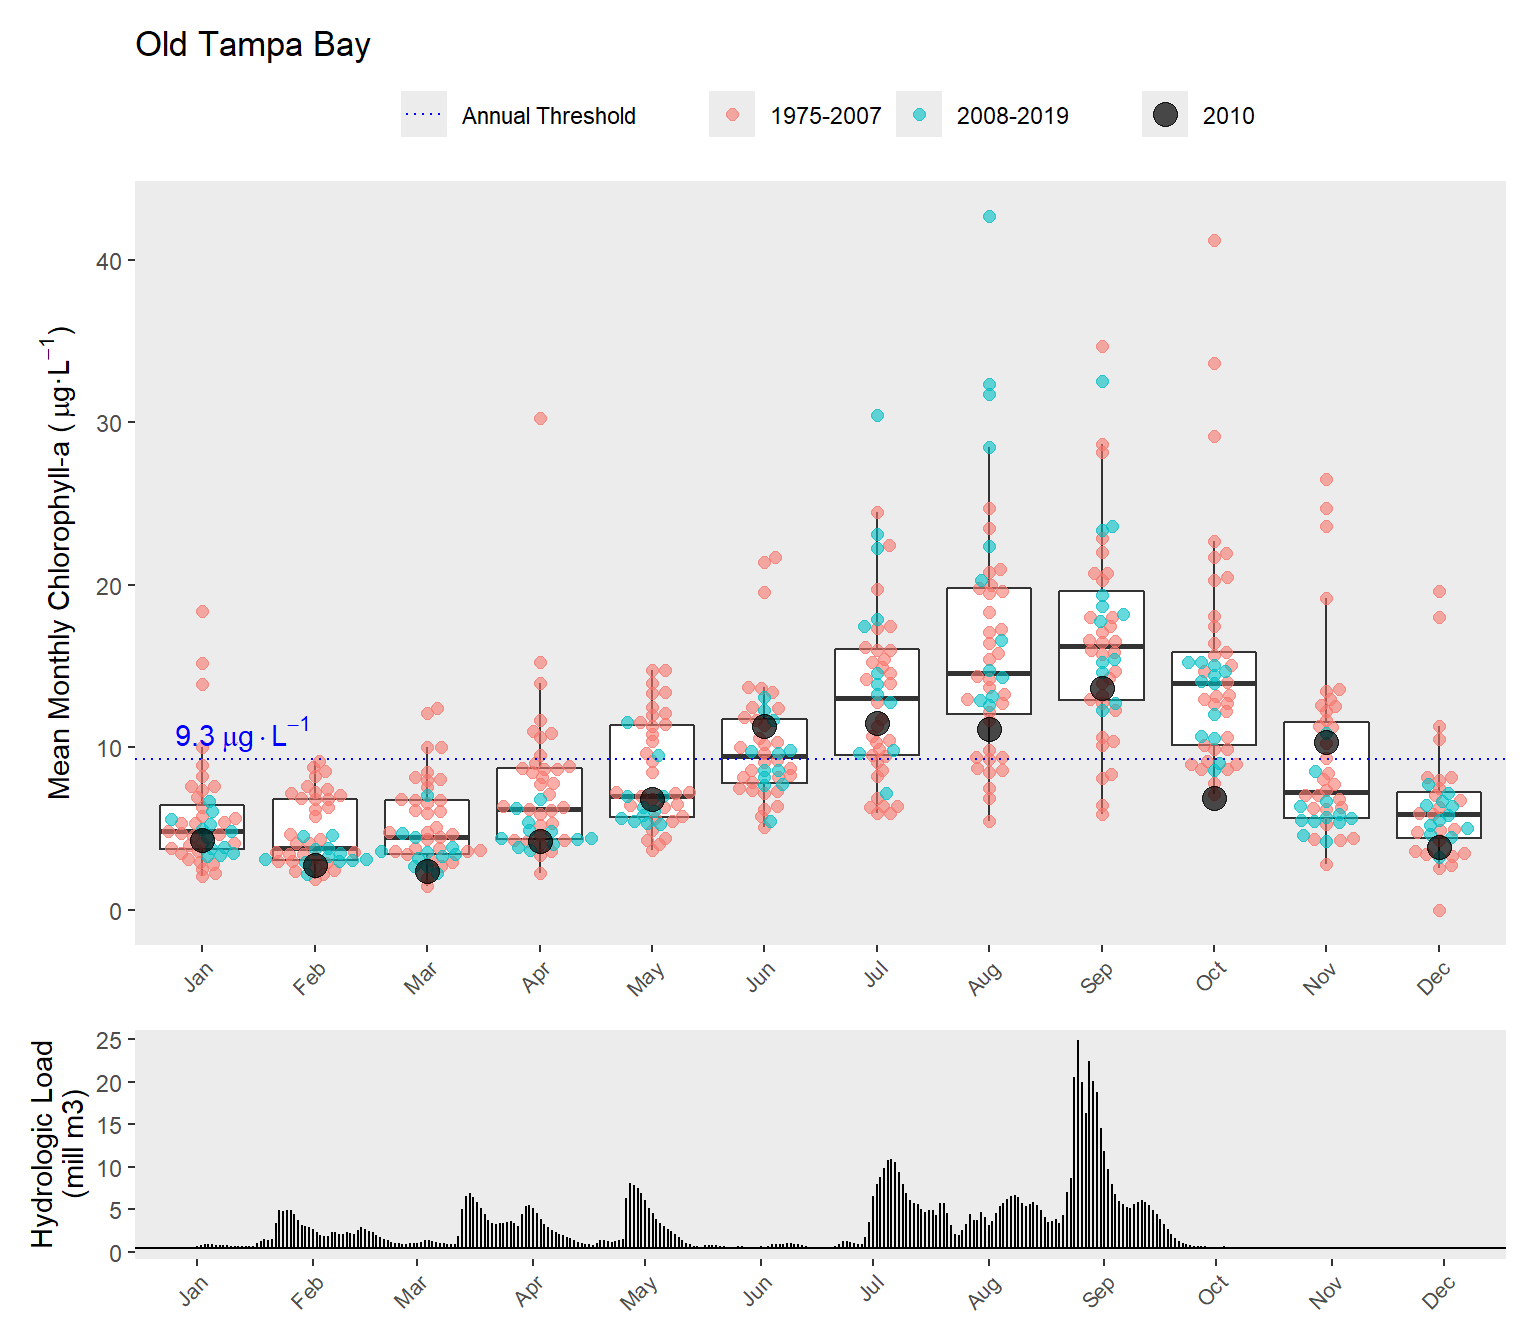 Old Tampa Bay
Annual Threshold 1975-2007 2008-2019 2010
Mean Monthly Chlorophyll-a ( µg·L⁻¹)
40
30
20
10
0
9.3 µg·L⁻¹
Jan Feb Mar Apr May Jun Jul Aug Sep Oct Nov Dec
Hydrologic Load
(mill m3)
25
20
15
10
5
0
Jan Feb Mar Apr May Jun Jul Aug Sep Oct Nov Dec